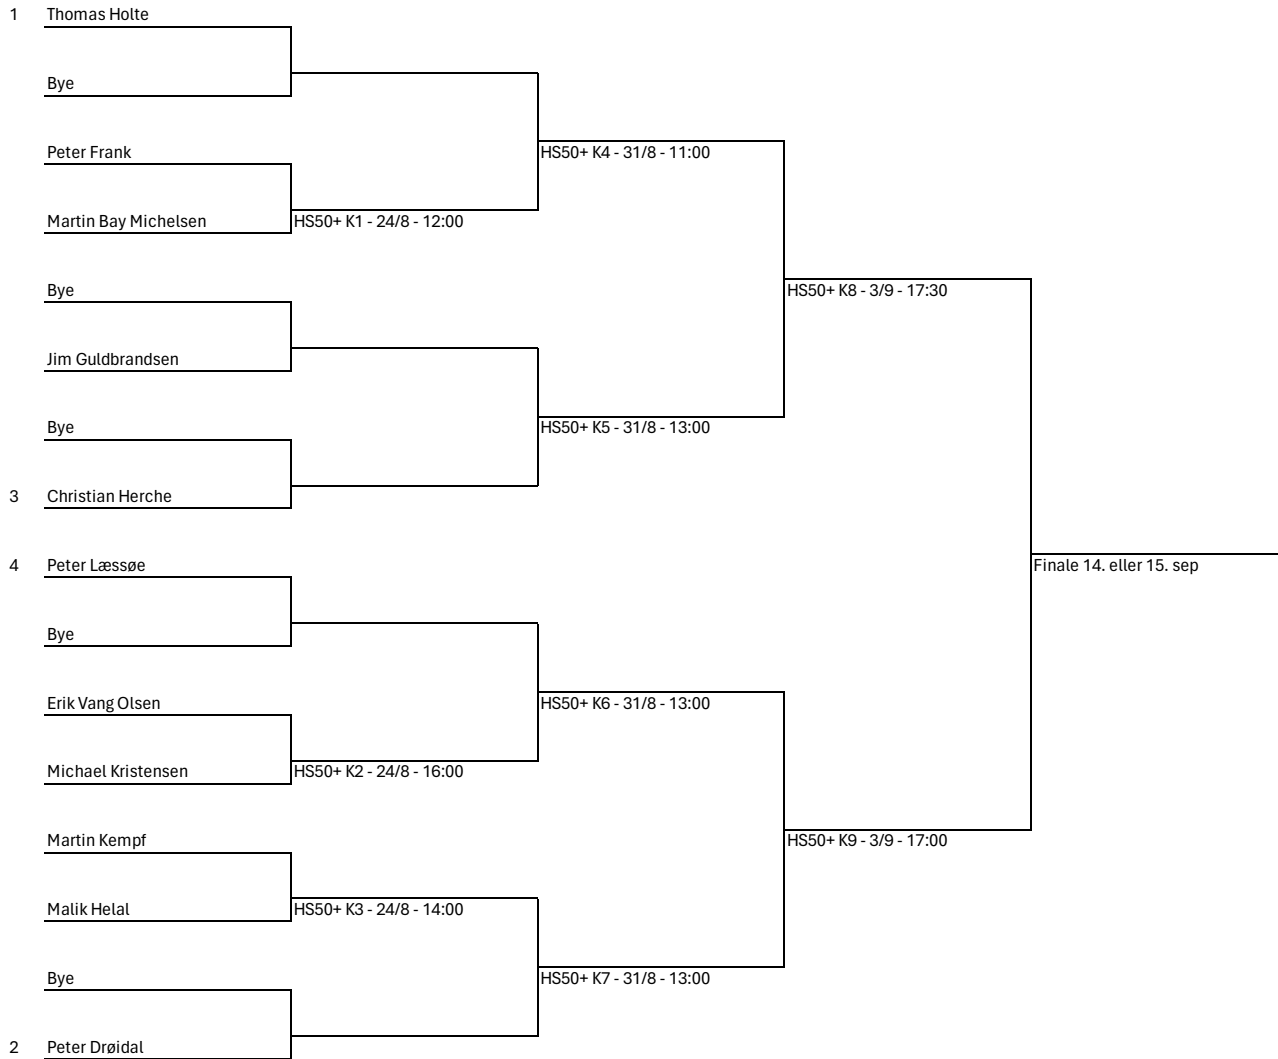 1 Thomas Holte
Bye
Peter Frank
HS50+ K4 - 31/8 - 11:00
Martin Bay Michelsen
HS50+ K1 - 24/8 - 12:00
Bye
HS50+ K8 - 3/9 - 17:30
Jim Guldbrandsen
Bye
HS50+ K5 - 31/8 - 13:00
3 Christian Herche
4 Peter Læssøe
Finale 14. eller 15. sep
Bye
Erik Vang Olsen
HS50+ K6 - 31/8 - 13:00
Michael Kristensen
HS50+ K2 - 24/8 - 16:00
Martin Kempf
HS50+ K9 - 3/9 - 17:00
Malik Helal
HS50+ K3 - 24/8 - 14:00
Bye
HS50+ K7 - 31/8 - 13:00
2 Peter Drøidal